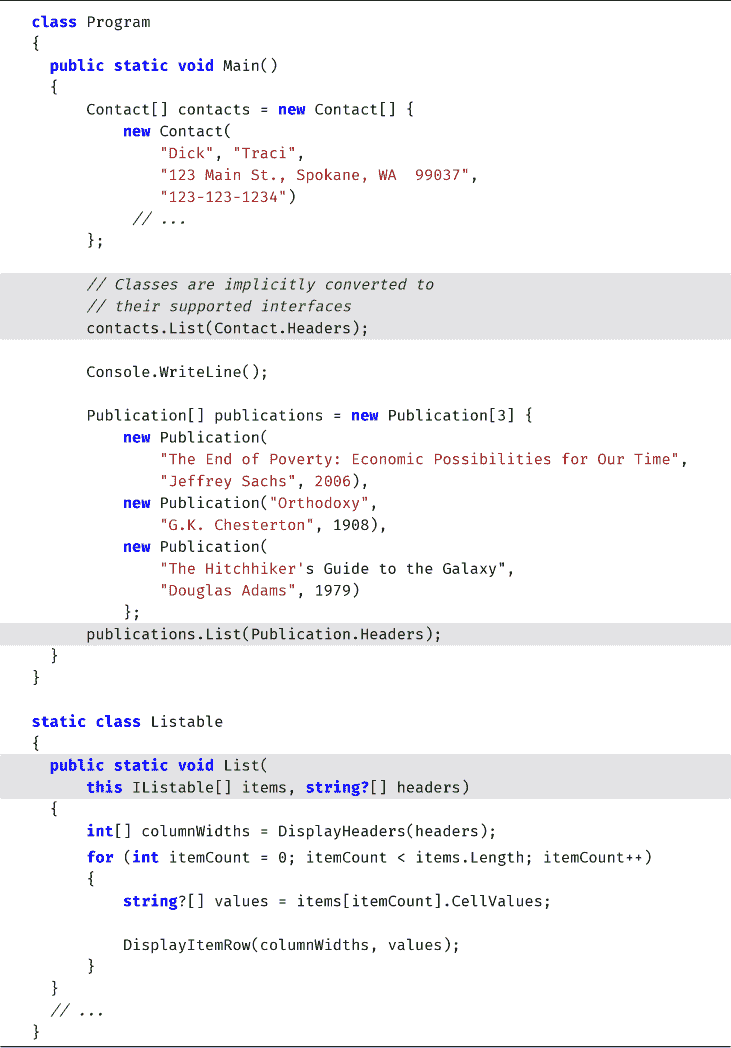 class Program
{
  public static void Main()
  {
      Contact[] contacts = new Contact[] {
          new Contact(
              "Dick", "Traci",
              "123 Main St., Spokane, WA  99037",
              "123-123-1234")
           // ...
      };
      // Classes are implicitly converted to
      // their supported interfaces
      contacts.List(Contact.Headers);
      Console.WriteLine();
      Publication[] publications = new Publication[3] {
          new Publication(
              "The End of Poverty: Economic Possibilities for Our Time",
              "Jeffrey Sachs", 2006),
          new Publication("Orthodoxy",
              "G.K. Chesterton", 1908),
          new Publication(
              "The Hitchhiker's Guide to the Galaxy",
              "Douglas Adams", 1979)
          };
      publications.List(Publication.Headers);
  }
}
static class Listable
{
  public static void List(
      this IListable[] items, string?[] headers)
  {
      int[] columnWidths = DisplayHeaders(headers);
      for (int itemCount = 0; itemCount < items.Length; itemCount++)
      {
          string?[] values = items[itemCount].CellValues;
          DisplayItemRow(columnWidths, values);
      }
  }
  // ...
}